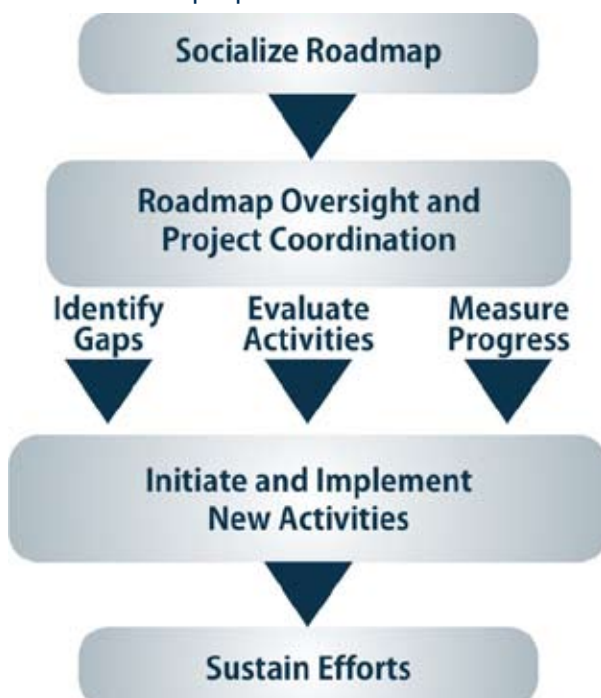 Socialize Roadmap
Roadmap Oversight and
Project Coordination
Identify
Gaps
Evaluate
Activities
Measure
Progress
Initiate and Implement
New Activities
Sustain Efforts